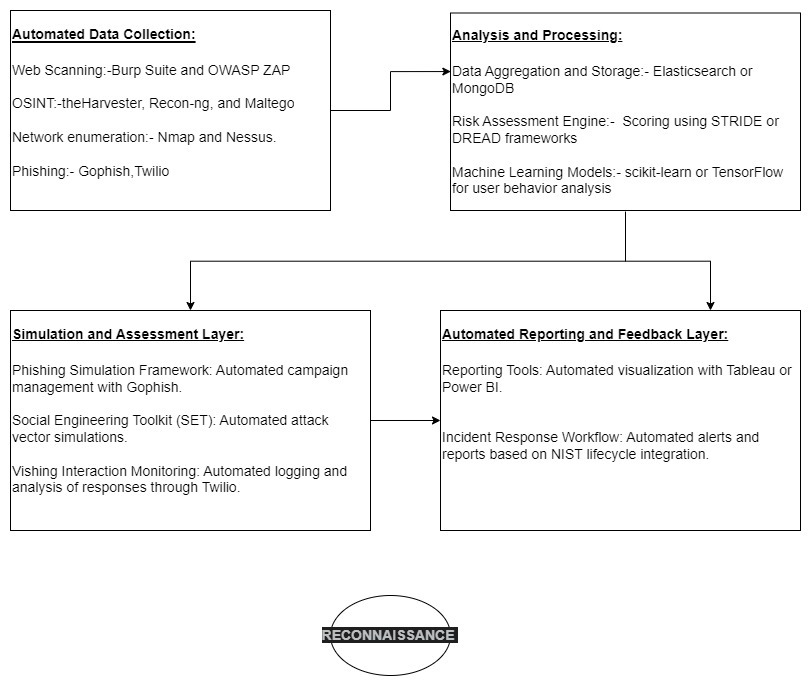 Automated Data Collection:
Web Scanning:-Burp Suite and OWASP ZAP
OSINT:-theHarvester, Recon-ng, and Maltego
Network enumeration:- Nmap and Nessus.
Phishing:- Gophish,Twilio
Analysis and Processing:
Data Aggregation and Storage:- Elasticsearch or
MongoDB
Risk Assessment Engine:-  Scoring using STRIDE or
DREAD frameworks
Machine Learning Models:- scikit-learn or TensorFlow
for user behavior analysis
Simulation and Assessment Layer:
Phishing Simulation Framework: Automated campaign
management with Gophish.
Social Engineering Toolkit (SET): Automated attack
vector simulations.
Vishing Interaction Monitoring: Automated logging and
analysis of responses through Twilio.
Automated Reporting and Feedback Layer:
Reporting Tools: Automated visualization with Tableau or
Power BI.
Incident Response Workflow: Automated alerts and
reports based on NIST lifecycle integration.
RECONNAISSANCE